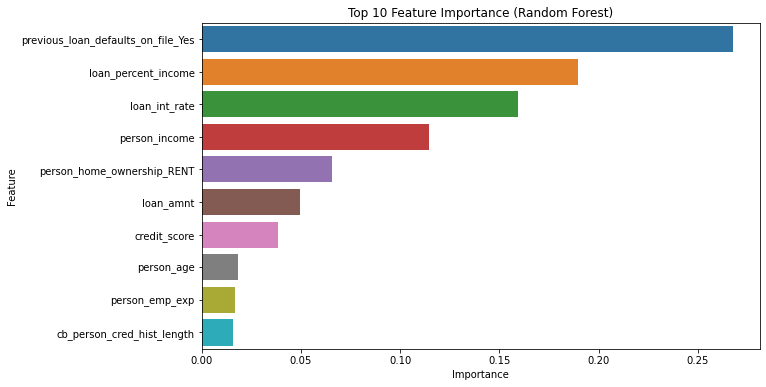 Top 10 Feature Importance (Random Forest)
Feature
previous_loan_defaults_on_file_Yes
loan_percent_income
loan_int_rate
person_income
person_home_ownership_RENT
loan_amnt
credit_score
person_age
person_emp_exp
cb_person_cred_hist_length
0.00 0.05 0.10 0.15 0.20 0.25
Importance